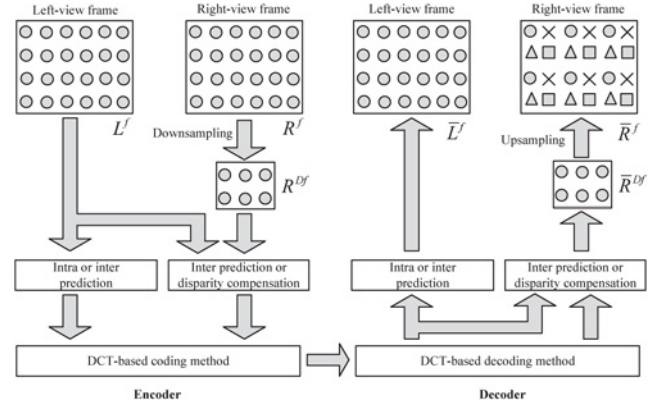 Left-view frame
Right-view frame
Left-view frame
Right-view frame
L^f
Downsampling
R^f
L̅^f
Upsampling
R̅^f
R^{Df}
R̅^{Df}
Intra or inter
prediction
Inter prediction or
disparity compensation
Intra or inter
prediction
Inter prediction or
disparity compensation
DCT-based coding method
DCT-based decoding method
Encoder
Decoder